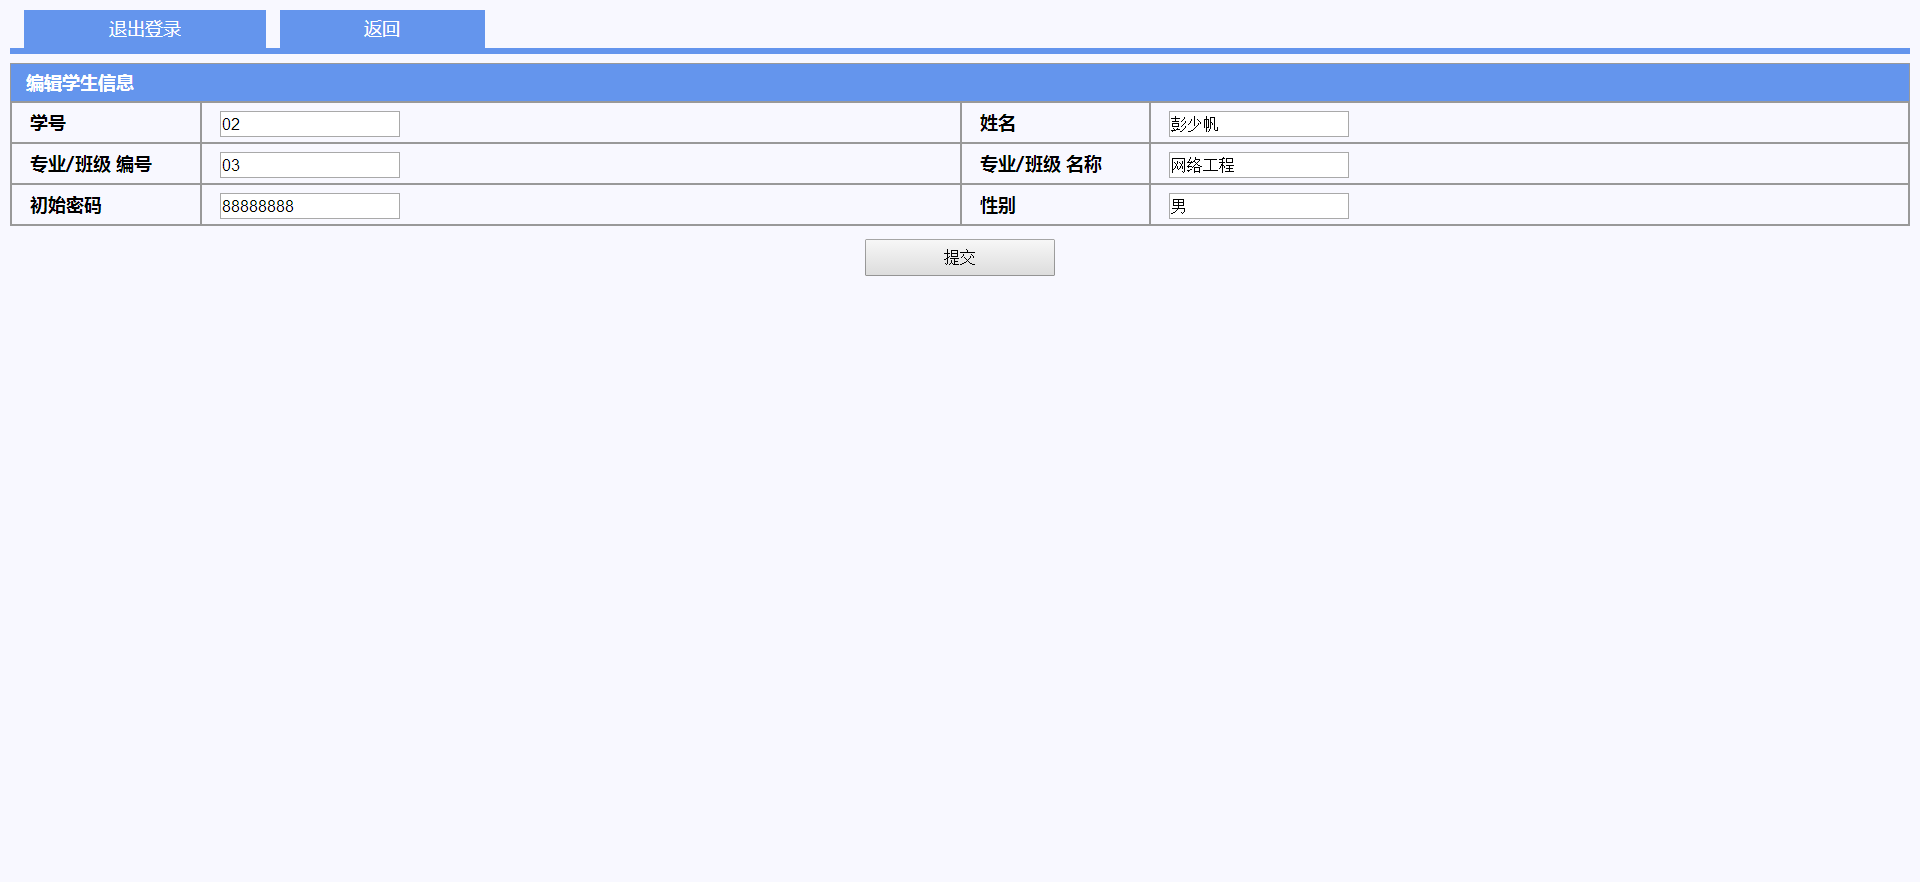 退出登录 返回
编辑学生信息
学号 02 姓名 彭少帆
专业/班级 编号 03 专业/班级 名称 网络工程
初始密码 88888888 性别 男
提交